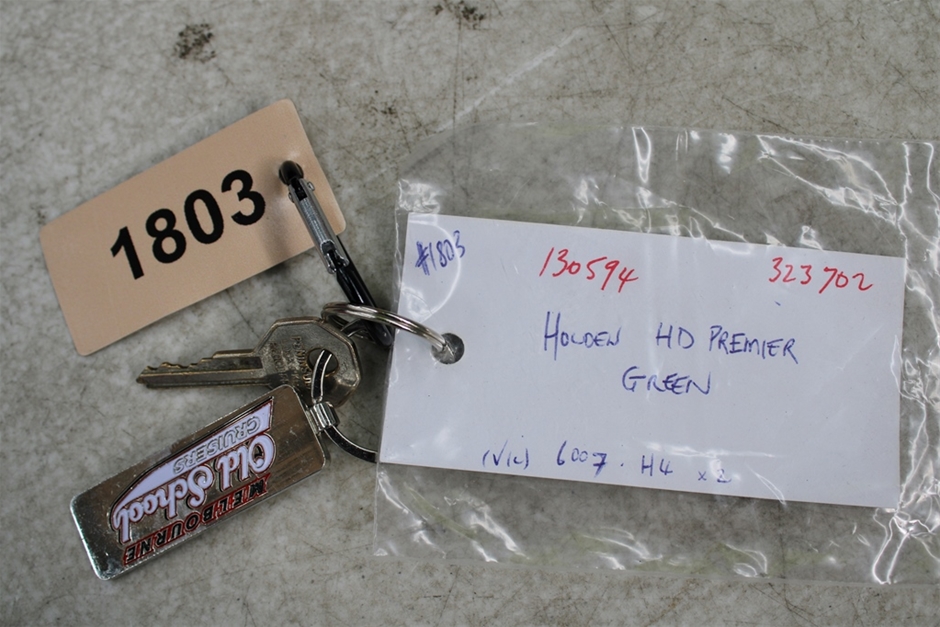 1803
#1803
130594 323702
HOLDEN HD PREMIER
GREEN
(VIC) 6007. H4 x2
MELBOURNE
Old School
CRUISERS